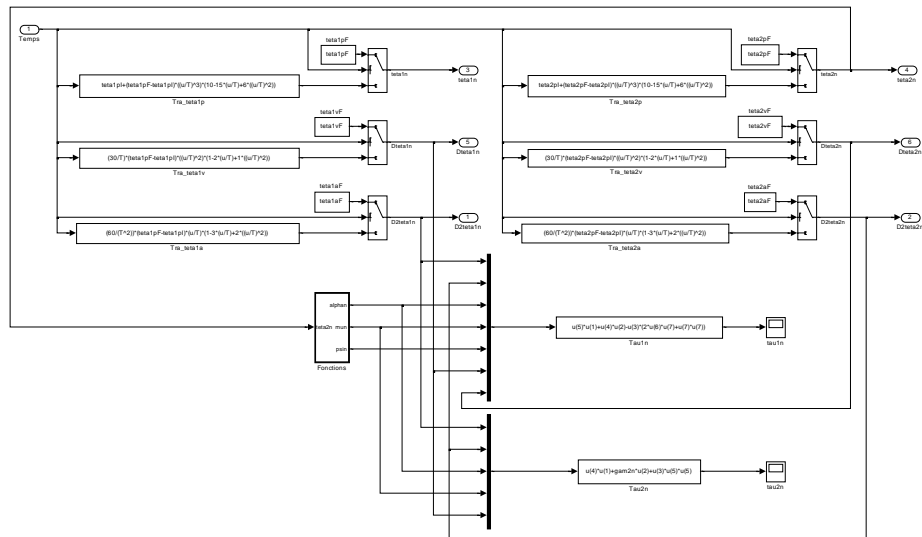 1
Temps
teta1pF
teta1pF
teta1n
3
teta1n
teta1pI+(teta1pF-teta1pI)*((u/T)^3)*(10-15*(u/T)+6*((u/T)^2))
Tra_teta1p
teta2pF
teta2pF
teta2n
4
teta2n
teta2pI+(teta2pF-teta2pI)*((u/T)^3)*(10-15*(u/T)+6*((u/T)^2))
Tra_teta2p
teta1vF
teta1vF
Dteta1n
5
Dteta1n
(30/T)*(teta1pF-teta1pI)*((u/T)^2)*(1-2*(u/T)+1*((u/T)^2))
Tra_teta1v
teta2vF
teta2vF
Dteta2n
6
Dteta2n
(30/T)*(teta2pF-teta2pI)*((u/T)^2)*(1-2*(u/T)+1*((u/T)^2))
Tra_teta2v
teta1aF
teta1aF
D2teta1n
1
D2teta1n
(60/(T^2))*(teta1pF-teta1pI)*(u/T)*(1-3*(u/T)+2*((u/T)^2))
Tra_teta1a
teta2aF
teta2aF
D2teta2n
2
D2teta2n
(60/(T^2))*(teta2pF-teta2pI)*(u/T)*(1-3*(u/T)+2*((u/T)^2))
Tra_teta2a
teta2n
alphan
mun
psin
Fonctions
u(5)*u(1)+u(4)*u(2)-u(3)*(2*u(6)*u(7)+u(7)*u(7))
Tau1n
tau1n
u(4)*u(1)+gam2n*u(2)+u(3)*u(5)*u(5)
Tau2n
tau2n